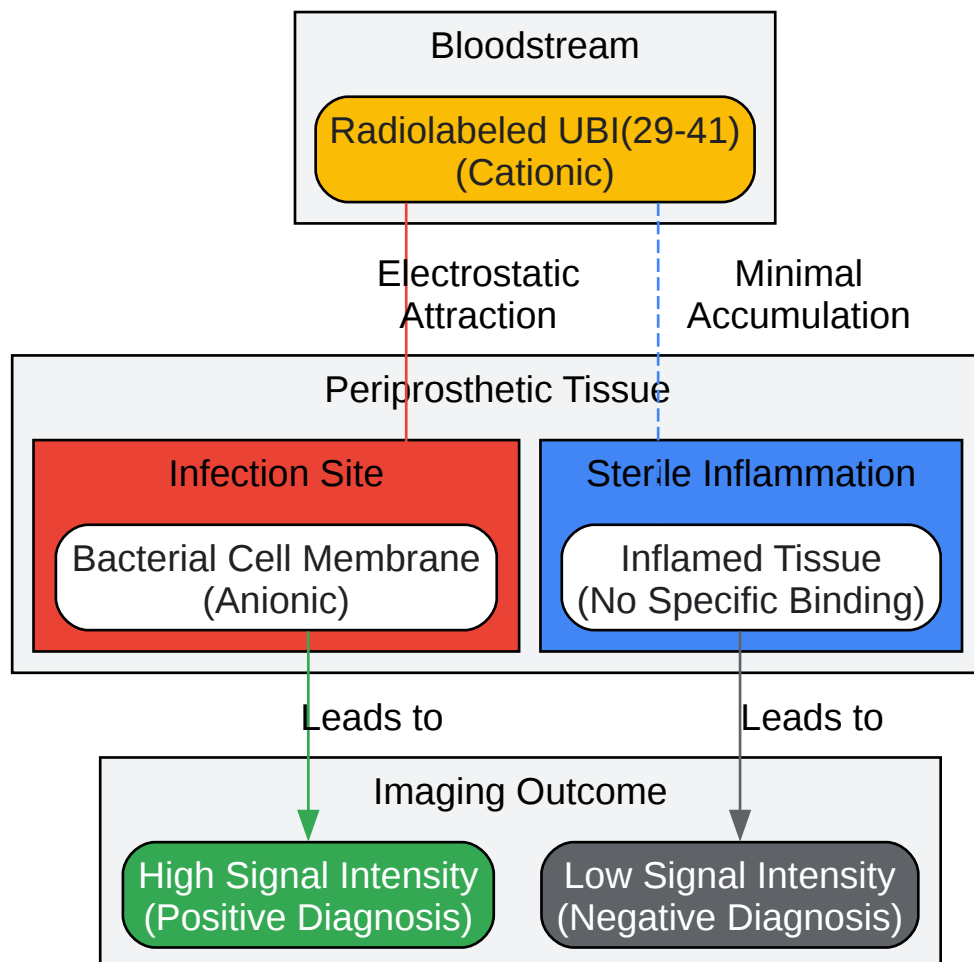 Bloodstream
Radiolabeled UBI(29-41)
(Cationic)
Electrostatic
Attraction
Minimal
Accumulation
Periprosthetic Tissue
Infection Site
Bacterial Cell Membrane
(Anionic)
Sterile Inflammation
Inflamed Tissue
(No Specific Binding)
Leads to
Leads to
Imaging Outcome
High Signal Intensity
(Positive Diagnosis)
Low Signal Intensity
(Negative Diagnosis)